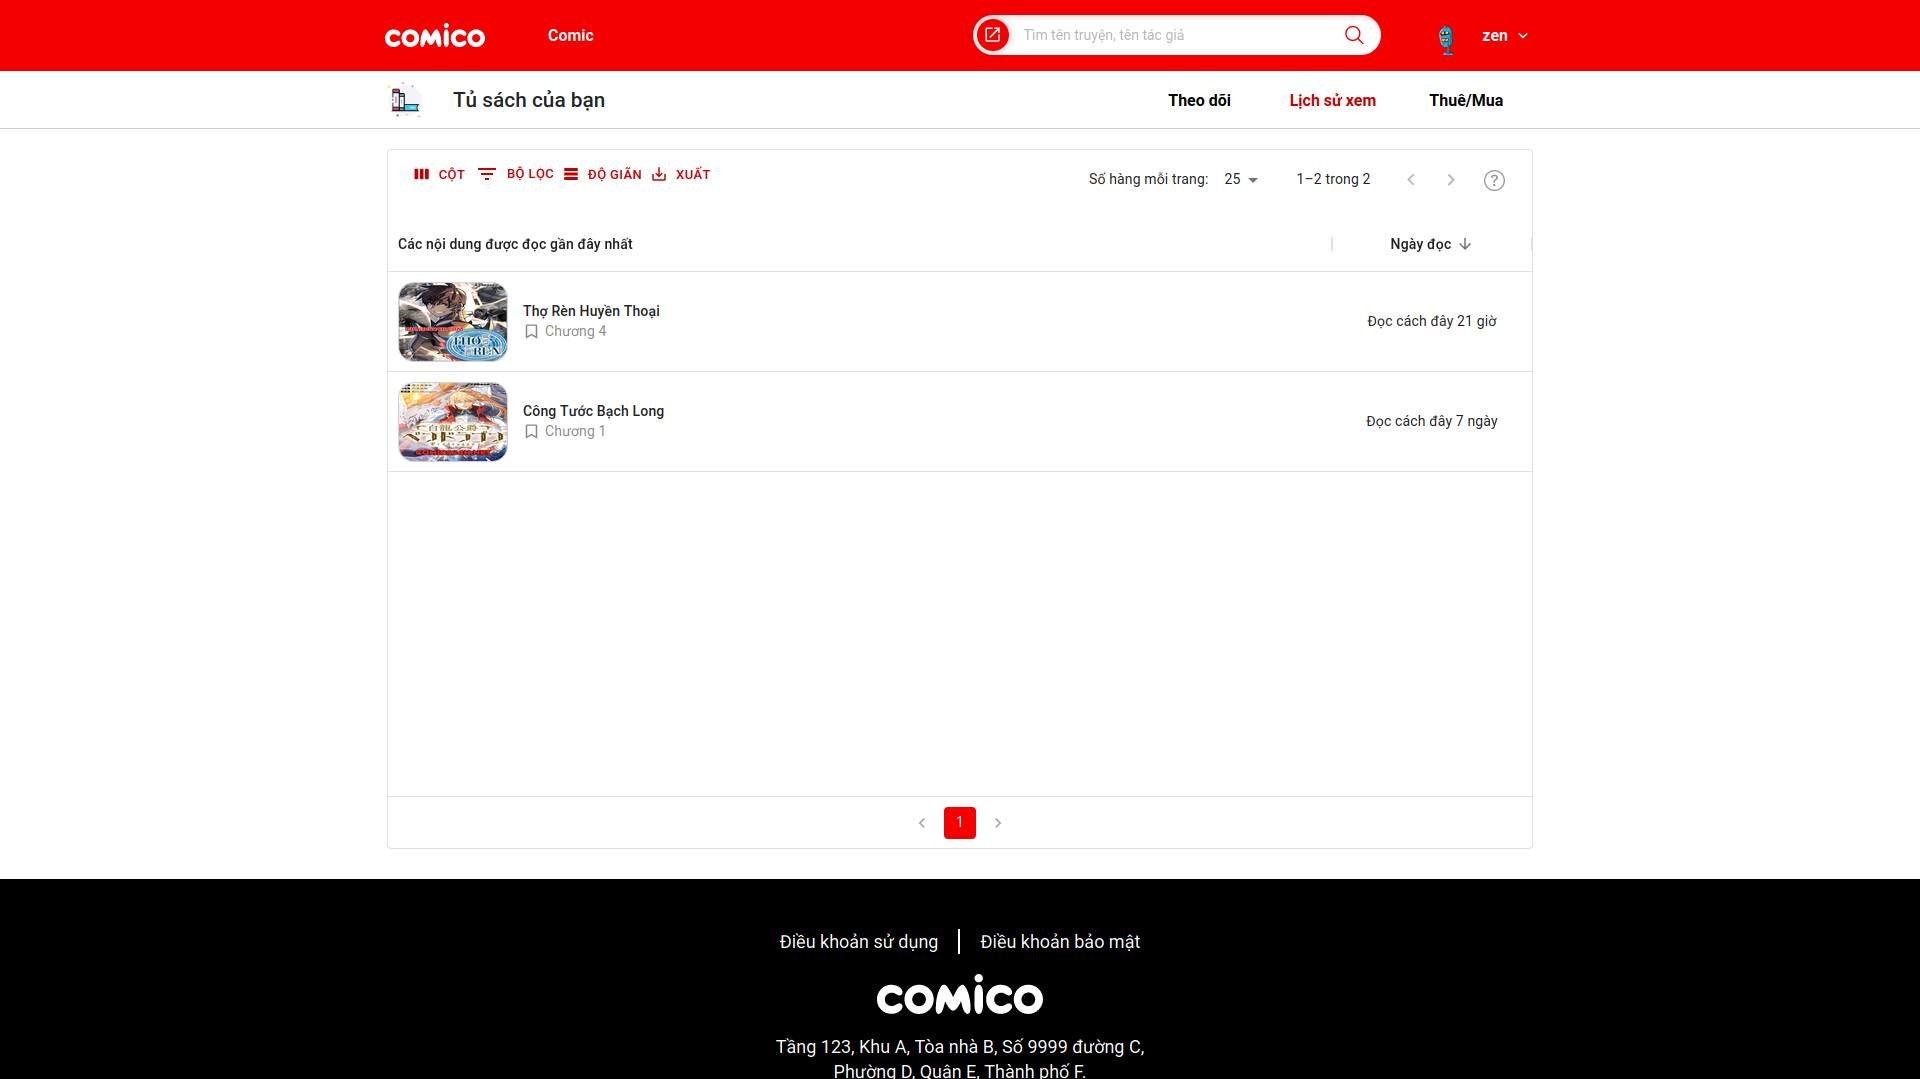 comico
Comic
Tìm tên truyện, tên tác giả
zen
Tủ sách của bạn
Theo dõi
Lịch sử xem
Thuê/Mua
CỘT
BỘ LỌC
ĐỘ GIÃN
XUẤT
Số hàng mỗi trang:
25
1–2 trong 2
Các nội dung được đọc gần đây nhất
Ngày đọc
Thợ Rèn Huyền Thoại
Chương 4
Đọc cách đây 21 giờ
Công Tước Bạch Long
Chương 1
Đọc cách đây 7 ngày
1
Điều khoản sử dụng
Điều khoản bảo mật
comico
Tầng 123, Khu A, Tòa nhà B, Số 9999 đường C,
Phường D, Quận E, Thành phố F.